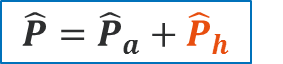 P̂ = P̂ₐ + P̂ₕ